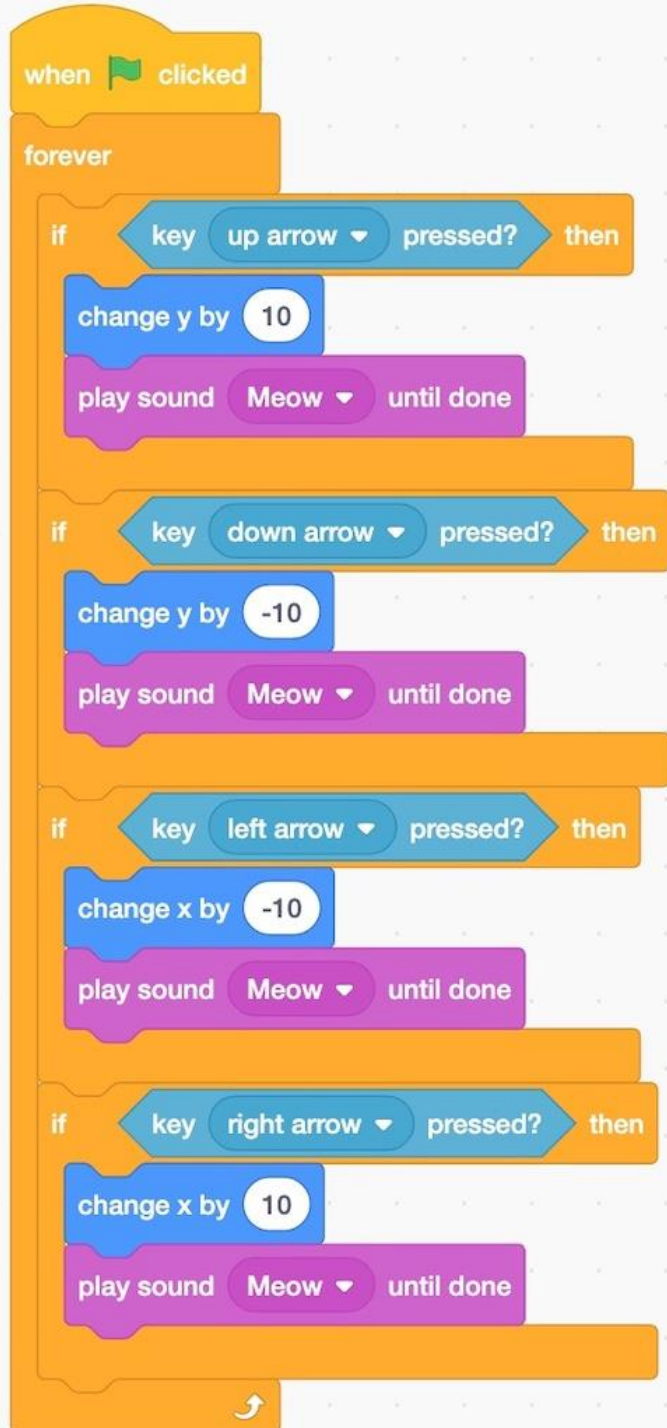 when clicked
forever
if key up arrow pressed? then
change y by 10
play sound Meow until done
if key down arrow pressed? then
change y by -10
play sound Meow until done
if key left arrow pressed? then
change x by -10
play sound Meow until done
if key right arrow pressed? then
change x by 10
play sound Meow until done